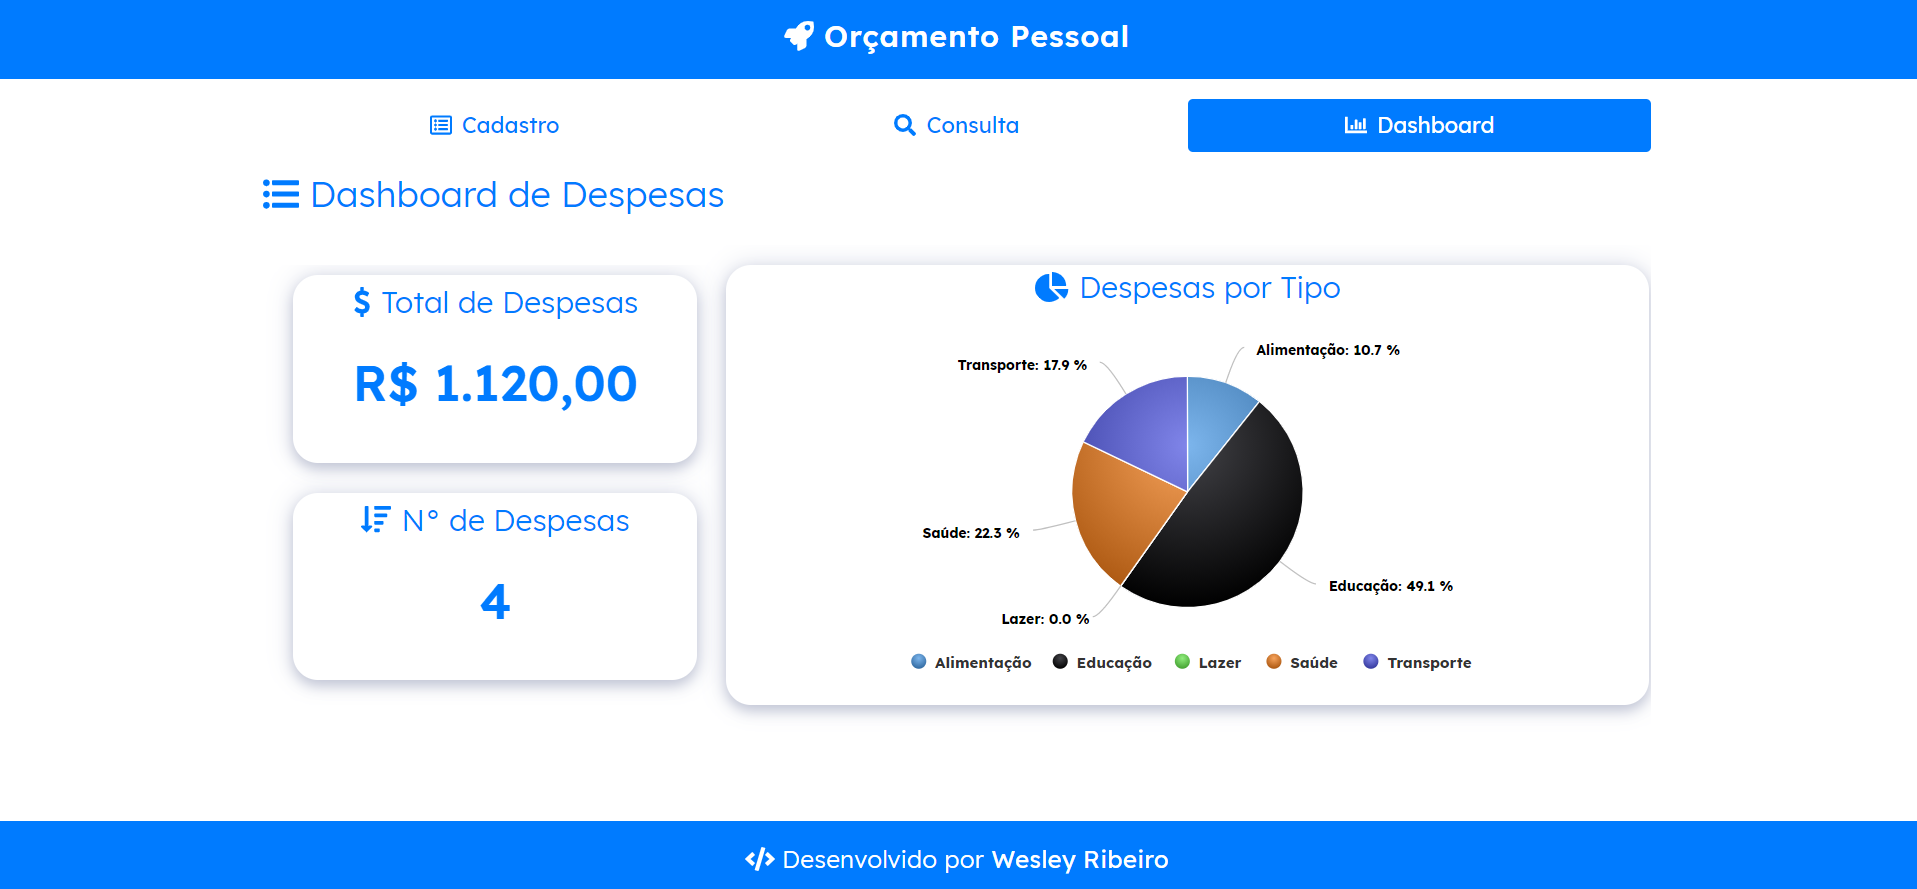 Orçamento Pessoal
Cadastro
Consulta
Dashboard
Dashboard de Despesas
Total de Despesas
R$ 1.120,00
N° de Despesas
4
Despesas por Tipo
Alimentação: 10.7 %
Transporte: 17.9 %
Saúde: 22.3 %
Educação: 49.1 %
Lazer: 0.0 %
Alimentação Educação Lazer Saúde Transporte
Desenvolvido por Wesley Ribeiro